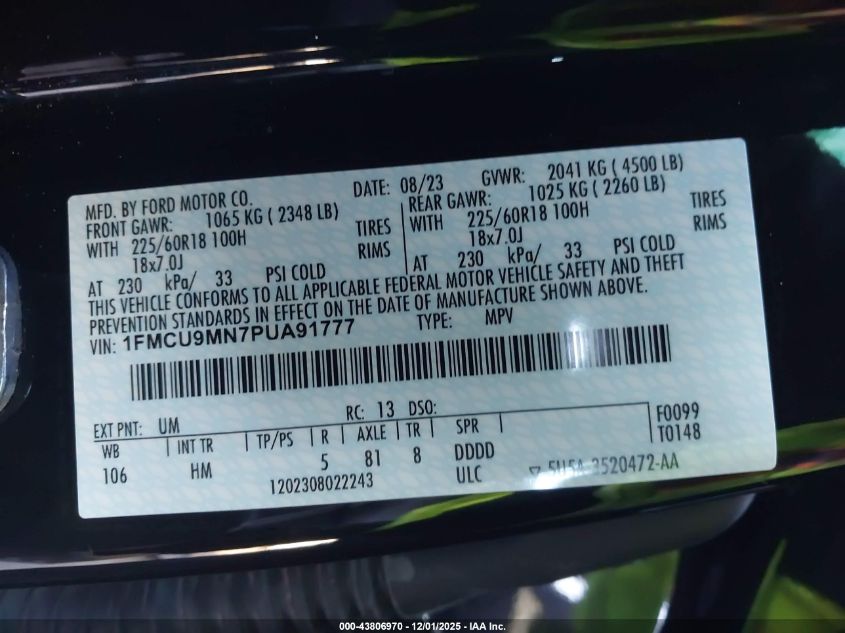 MFD. BY FORD MOTOR CO. DATE: 08/23 GVWR: 2041 KG ( 4500 LB)
FRONT GAWR: 1065 KG ( 2348 LB) REAR GAWR: 1025 KG ( 2260 LB)
WITH 225/60R18 100H TIRES WITH 225/60R18 100H TIRES
18x7.0J RIMS 18x7.0J RIMS
AT 230 kPa/ 33 PSI COLD AT 230 kPa/ 33 PSI COLD
THIS VEHICLE CONFORMS TO ALL APPLICABLE FEDERAL MOTOR VEHICLE SAFETY AND THEFT
PREVENTION STANDARDS IN EFFECT ON THE DATE OF MANUFACTURE SHOWN ABOVE.
VIN: 1FMCU9MN7PUA91777 TYPE: MPV
EXT PNT: UM RC: 13 DSO:
WB INT TR TP/PS R AXLE TR SPR F0099
106 HM 5 81 8 DDDD T0148
1202308022243 ULC
000-43806970 - 12/01/2025 - IAA Inc.